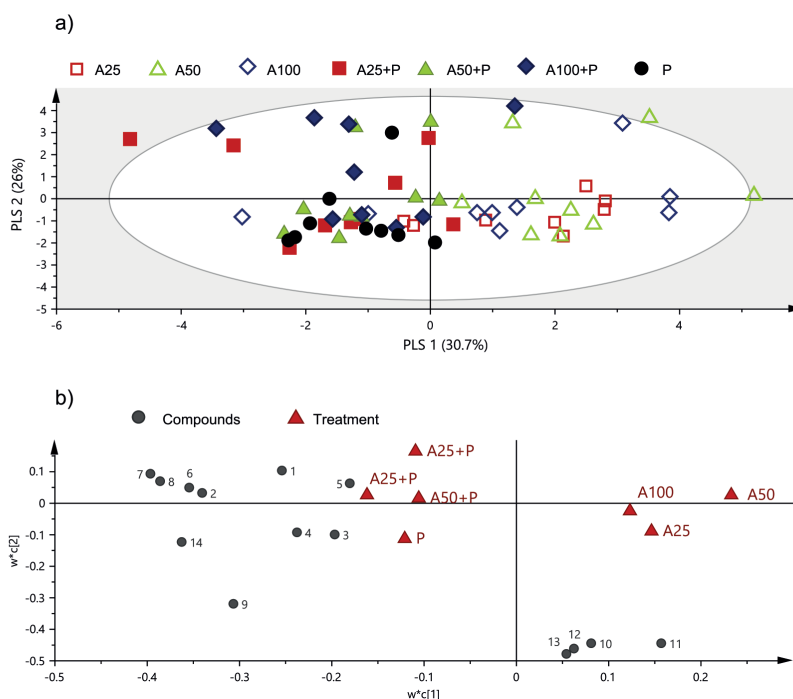 a)
A25 A50 A100 A25+P A50+P A100+P P
4
3
2
1
0
-1
-2
-3
-4
-5
PLS 2 (26%)
-6 -4 -2 0 2 4
PLS 1 (30.7%)
b)
Compounds Treatment
A25+P
A25+P
A50+P
P
A100
A50
A25
7
8
6
2
1
5
4
3
14
9
13
12
10
11
0.1
0
-0.1
-0.2
-0.3
-0.4
-0.5
w*c[2]
-0.5 -0.4 -0.3 -0.2 -0.1 0 0.1 0.2
w*c[1]